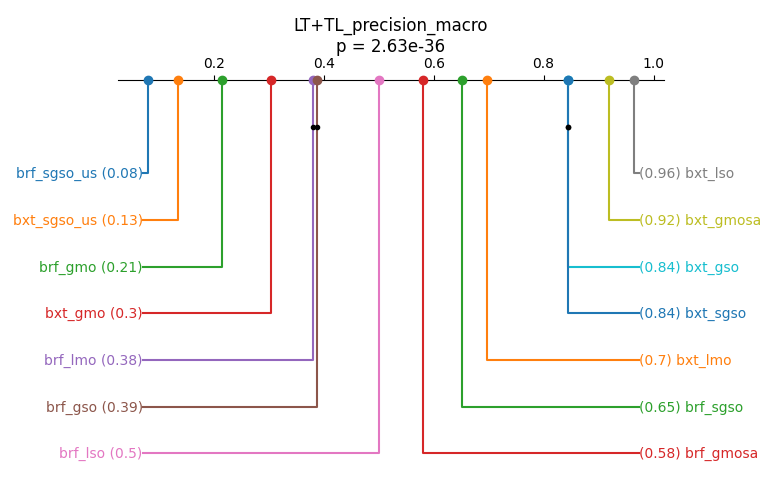 LT+TL_precision_macro
p = 2.63e-36
0.2 0.4 0.6 0.8 1.0
brf_sgso_us (0.08) (0.96) bxt_lso
bxt_sgso_us (0.13) (0.92) bxt_gmosa
brf_gmo (0.21) (0.84) bxt_gso
bxt_gmo (0.3) (0.84) bxt_sgso
brf_lmo (0.38) (0.7) bxt_lmo
brf_gso (0.39) (0.65) brf_sgso
brf_lso (0.5) (0.58) brf_gmosa